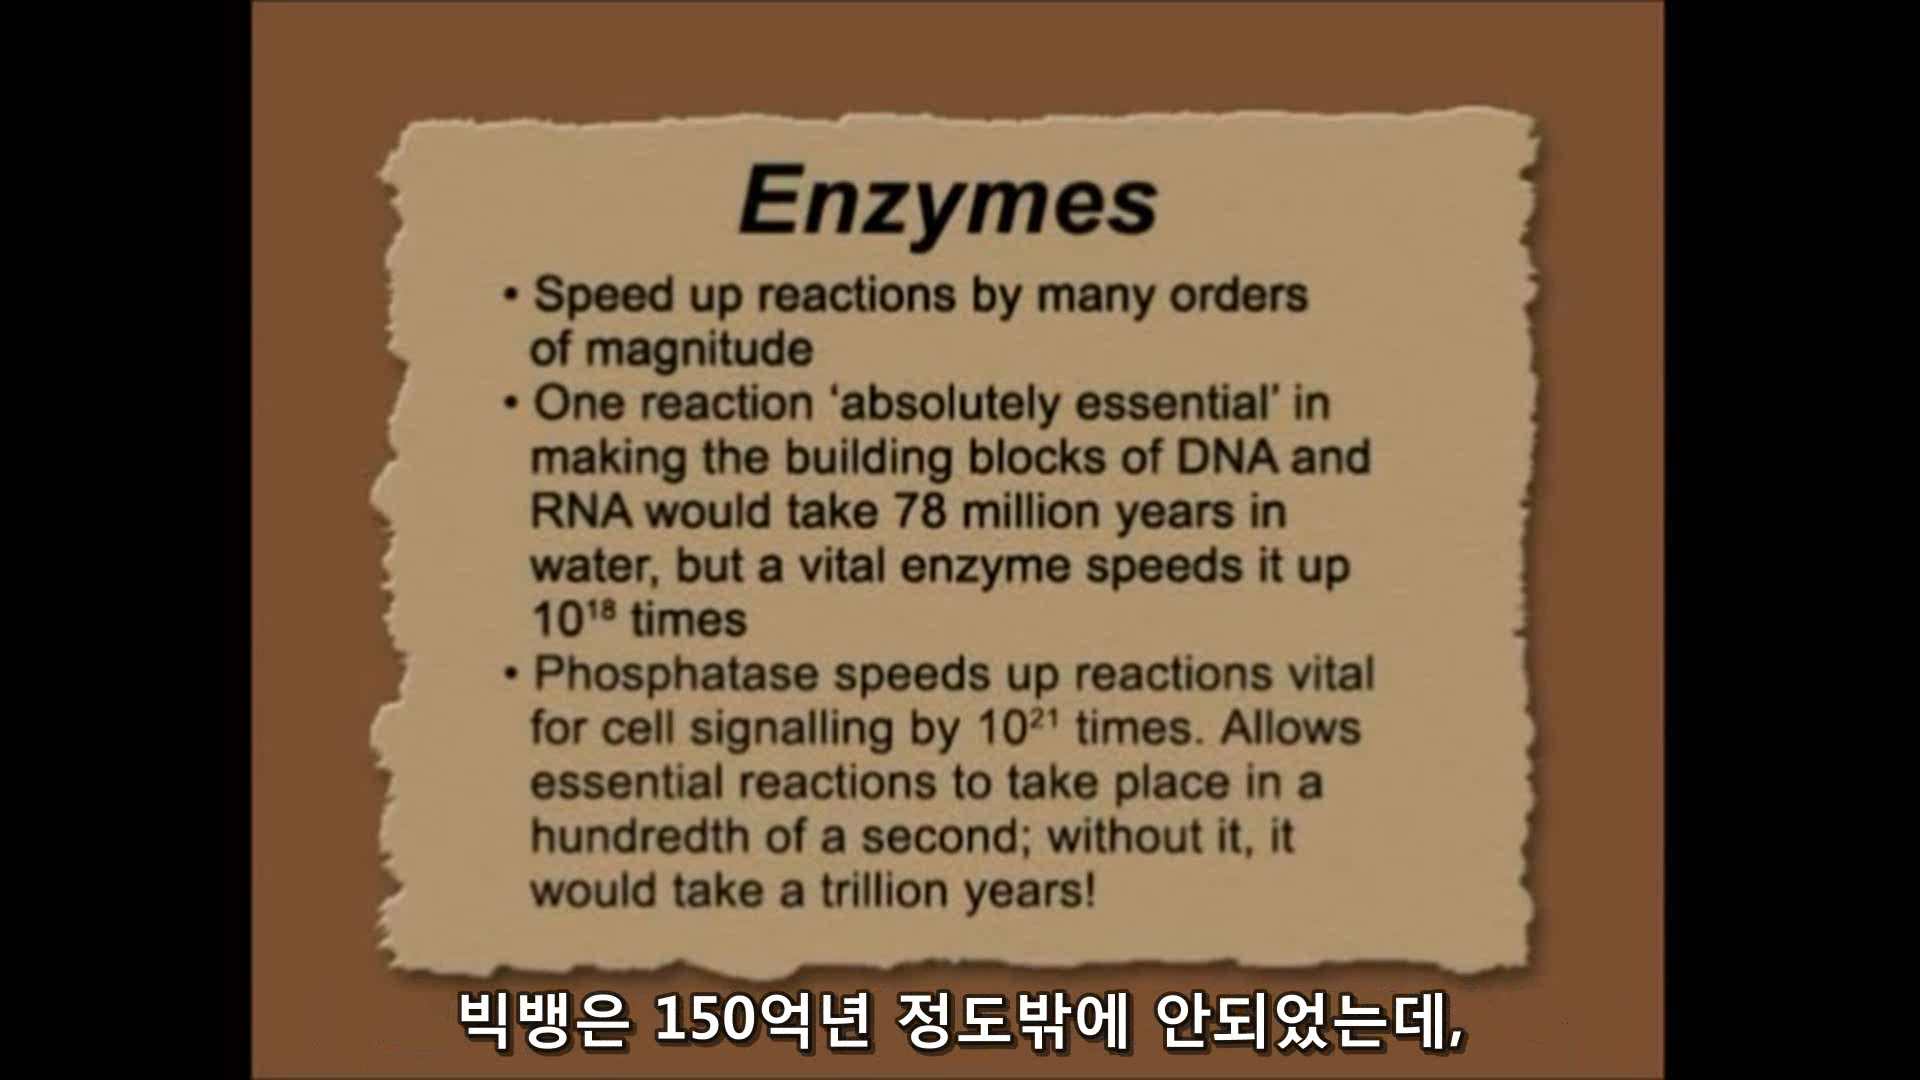 Enzymes
• Speed up reactions by many orders
of magnitude
• One reaction ‘absolutely essential’ in
making the building blocks of DNA and
RNA would take 78 million years in
water, but a vital enzyme speeds it up
10¹⁸ times
• Phosphatase speeds up reactions vital
for cell signalling by 10²¹ times. Allows
essential reactions to take place in a
hundredth of a second; without it, it
would take a trillion years!
빅뱅은 150억년 정도밖에 안되었는데,